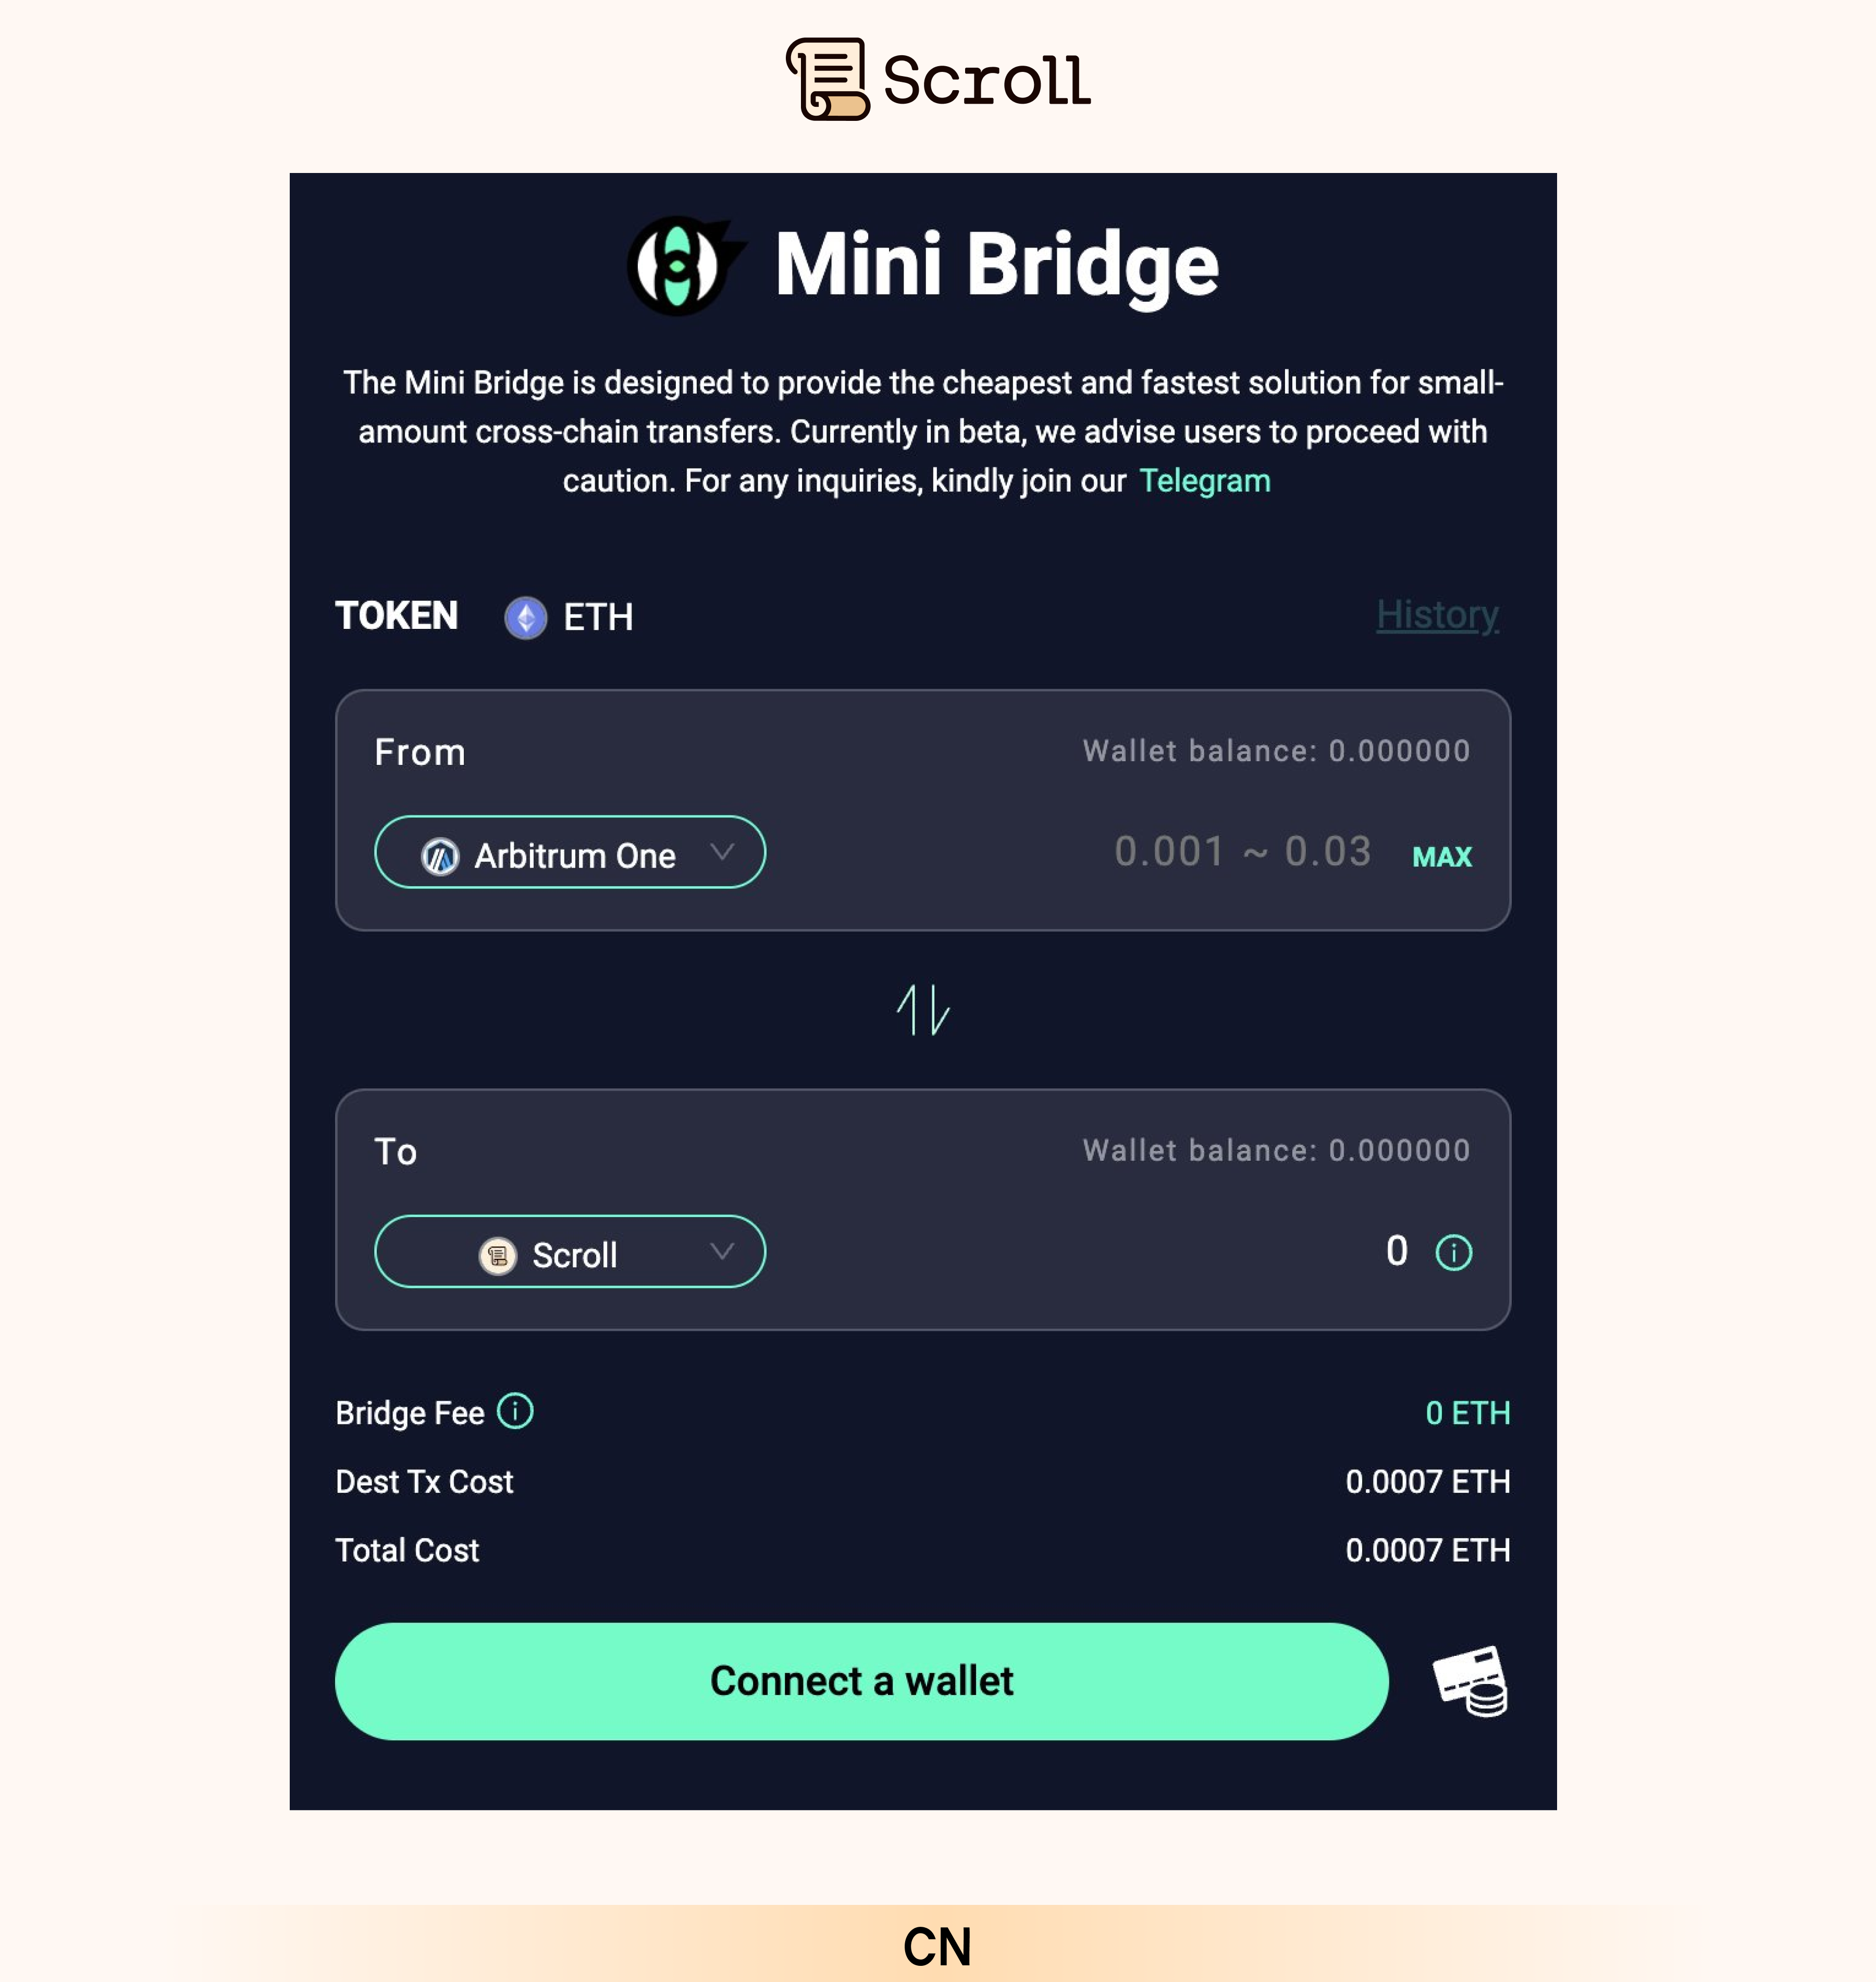 Scroll
Mini Bridge
The Mini Bridge is designed to provide the cheapest and fastest solution for small-
amount cross-chain transfers. Currently in beta, we advise users to proceed with
caution. For any inquiries, kindly join our Telegram
TOKEN ETH History
From Wallet balance: 0.000000
Arbitrum One 0.001 ~ 0.03 MAX
To Wallet balance: 0.000000
Scroll 0
Bridge Fee 0 ETH
Dest Tx Cost 0.0007 ETH
Total Cost 0.0007 ETH
Connect a wallet
CN